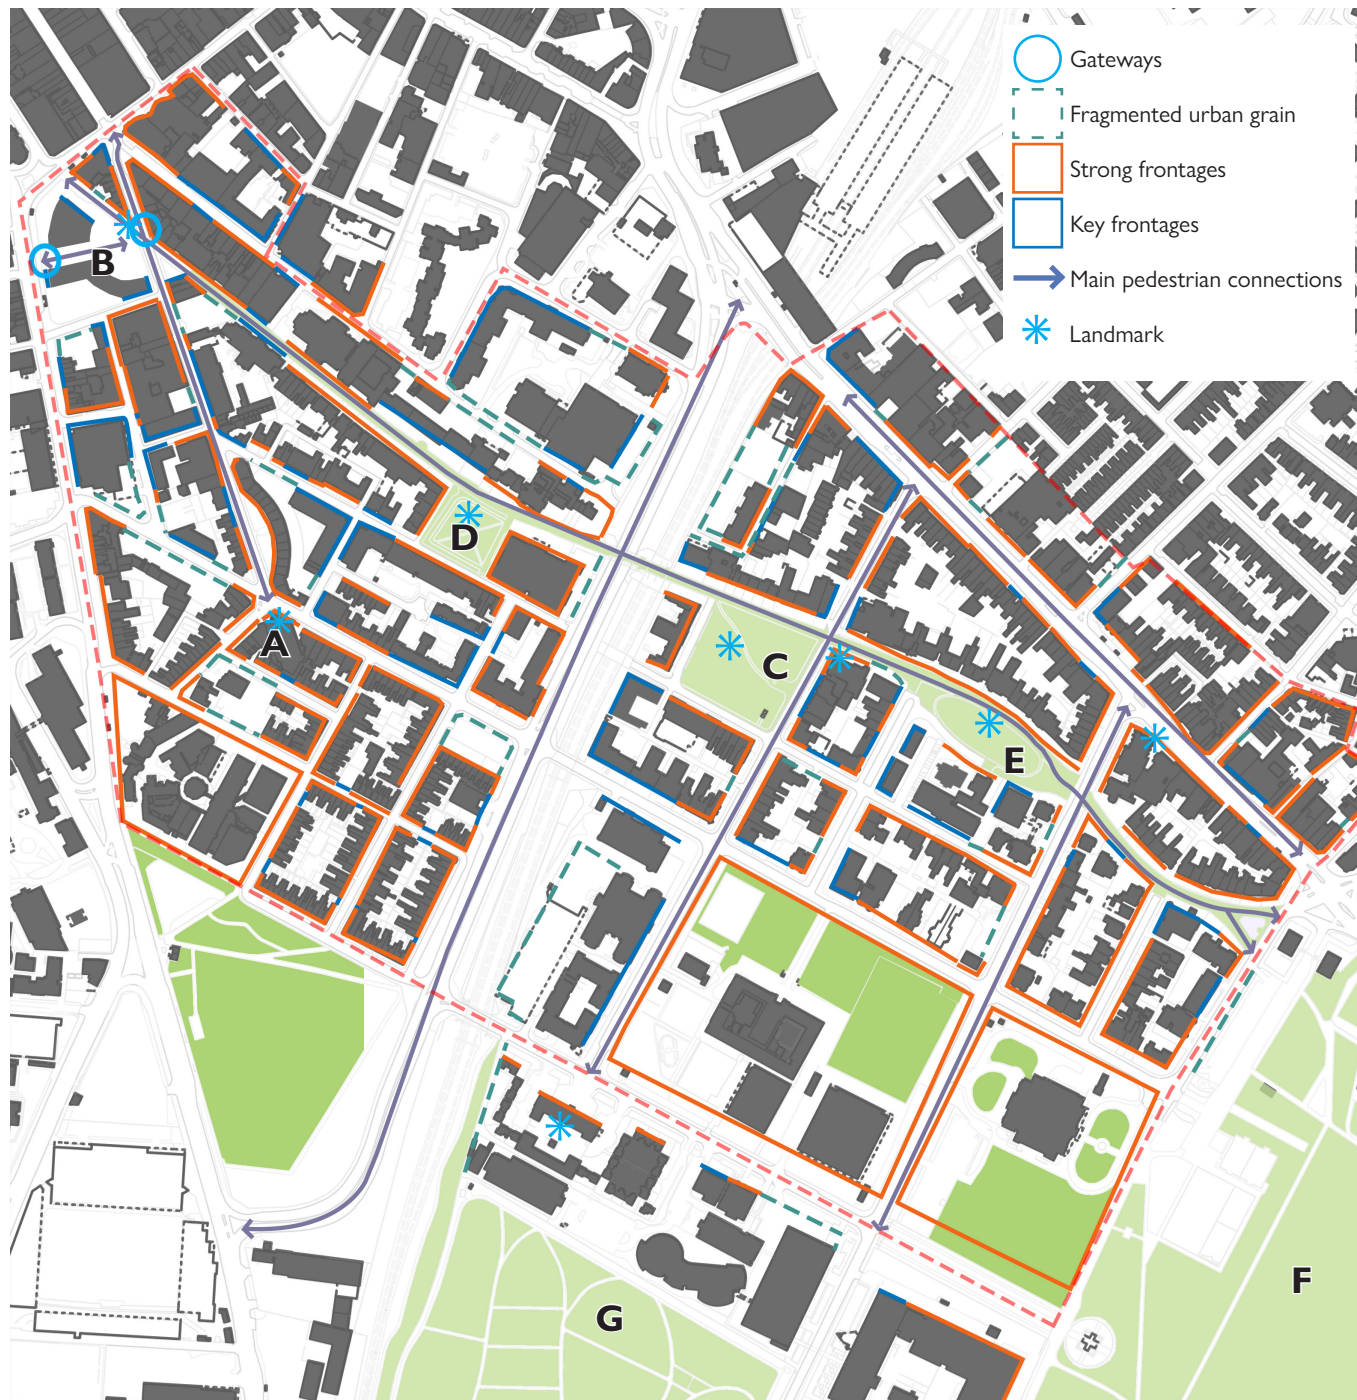 Gateways
Fragmented urban grain
Strong frontages
Key frontages
Main pedestrian connections
Landmark
B
D
A
C
E
F
G